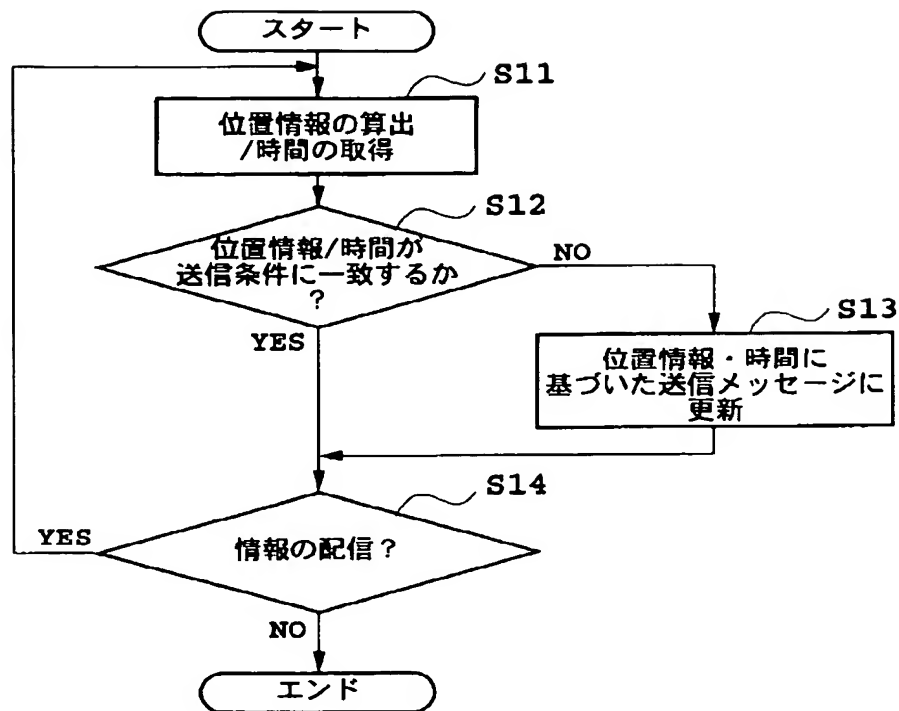 スタート
S11
位置情報の算出
/時間の取得
S12
位置情報/時間が
送信条件に一致するか
?
NO
YES
S13
位置情報・時間に
基づいた送信メッセージに
更新
S14
情報の配信?
YES
NO
エンド